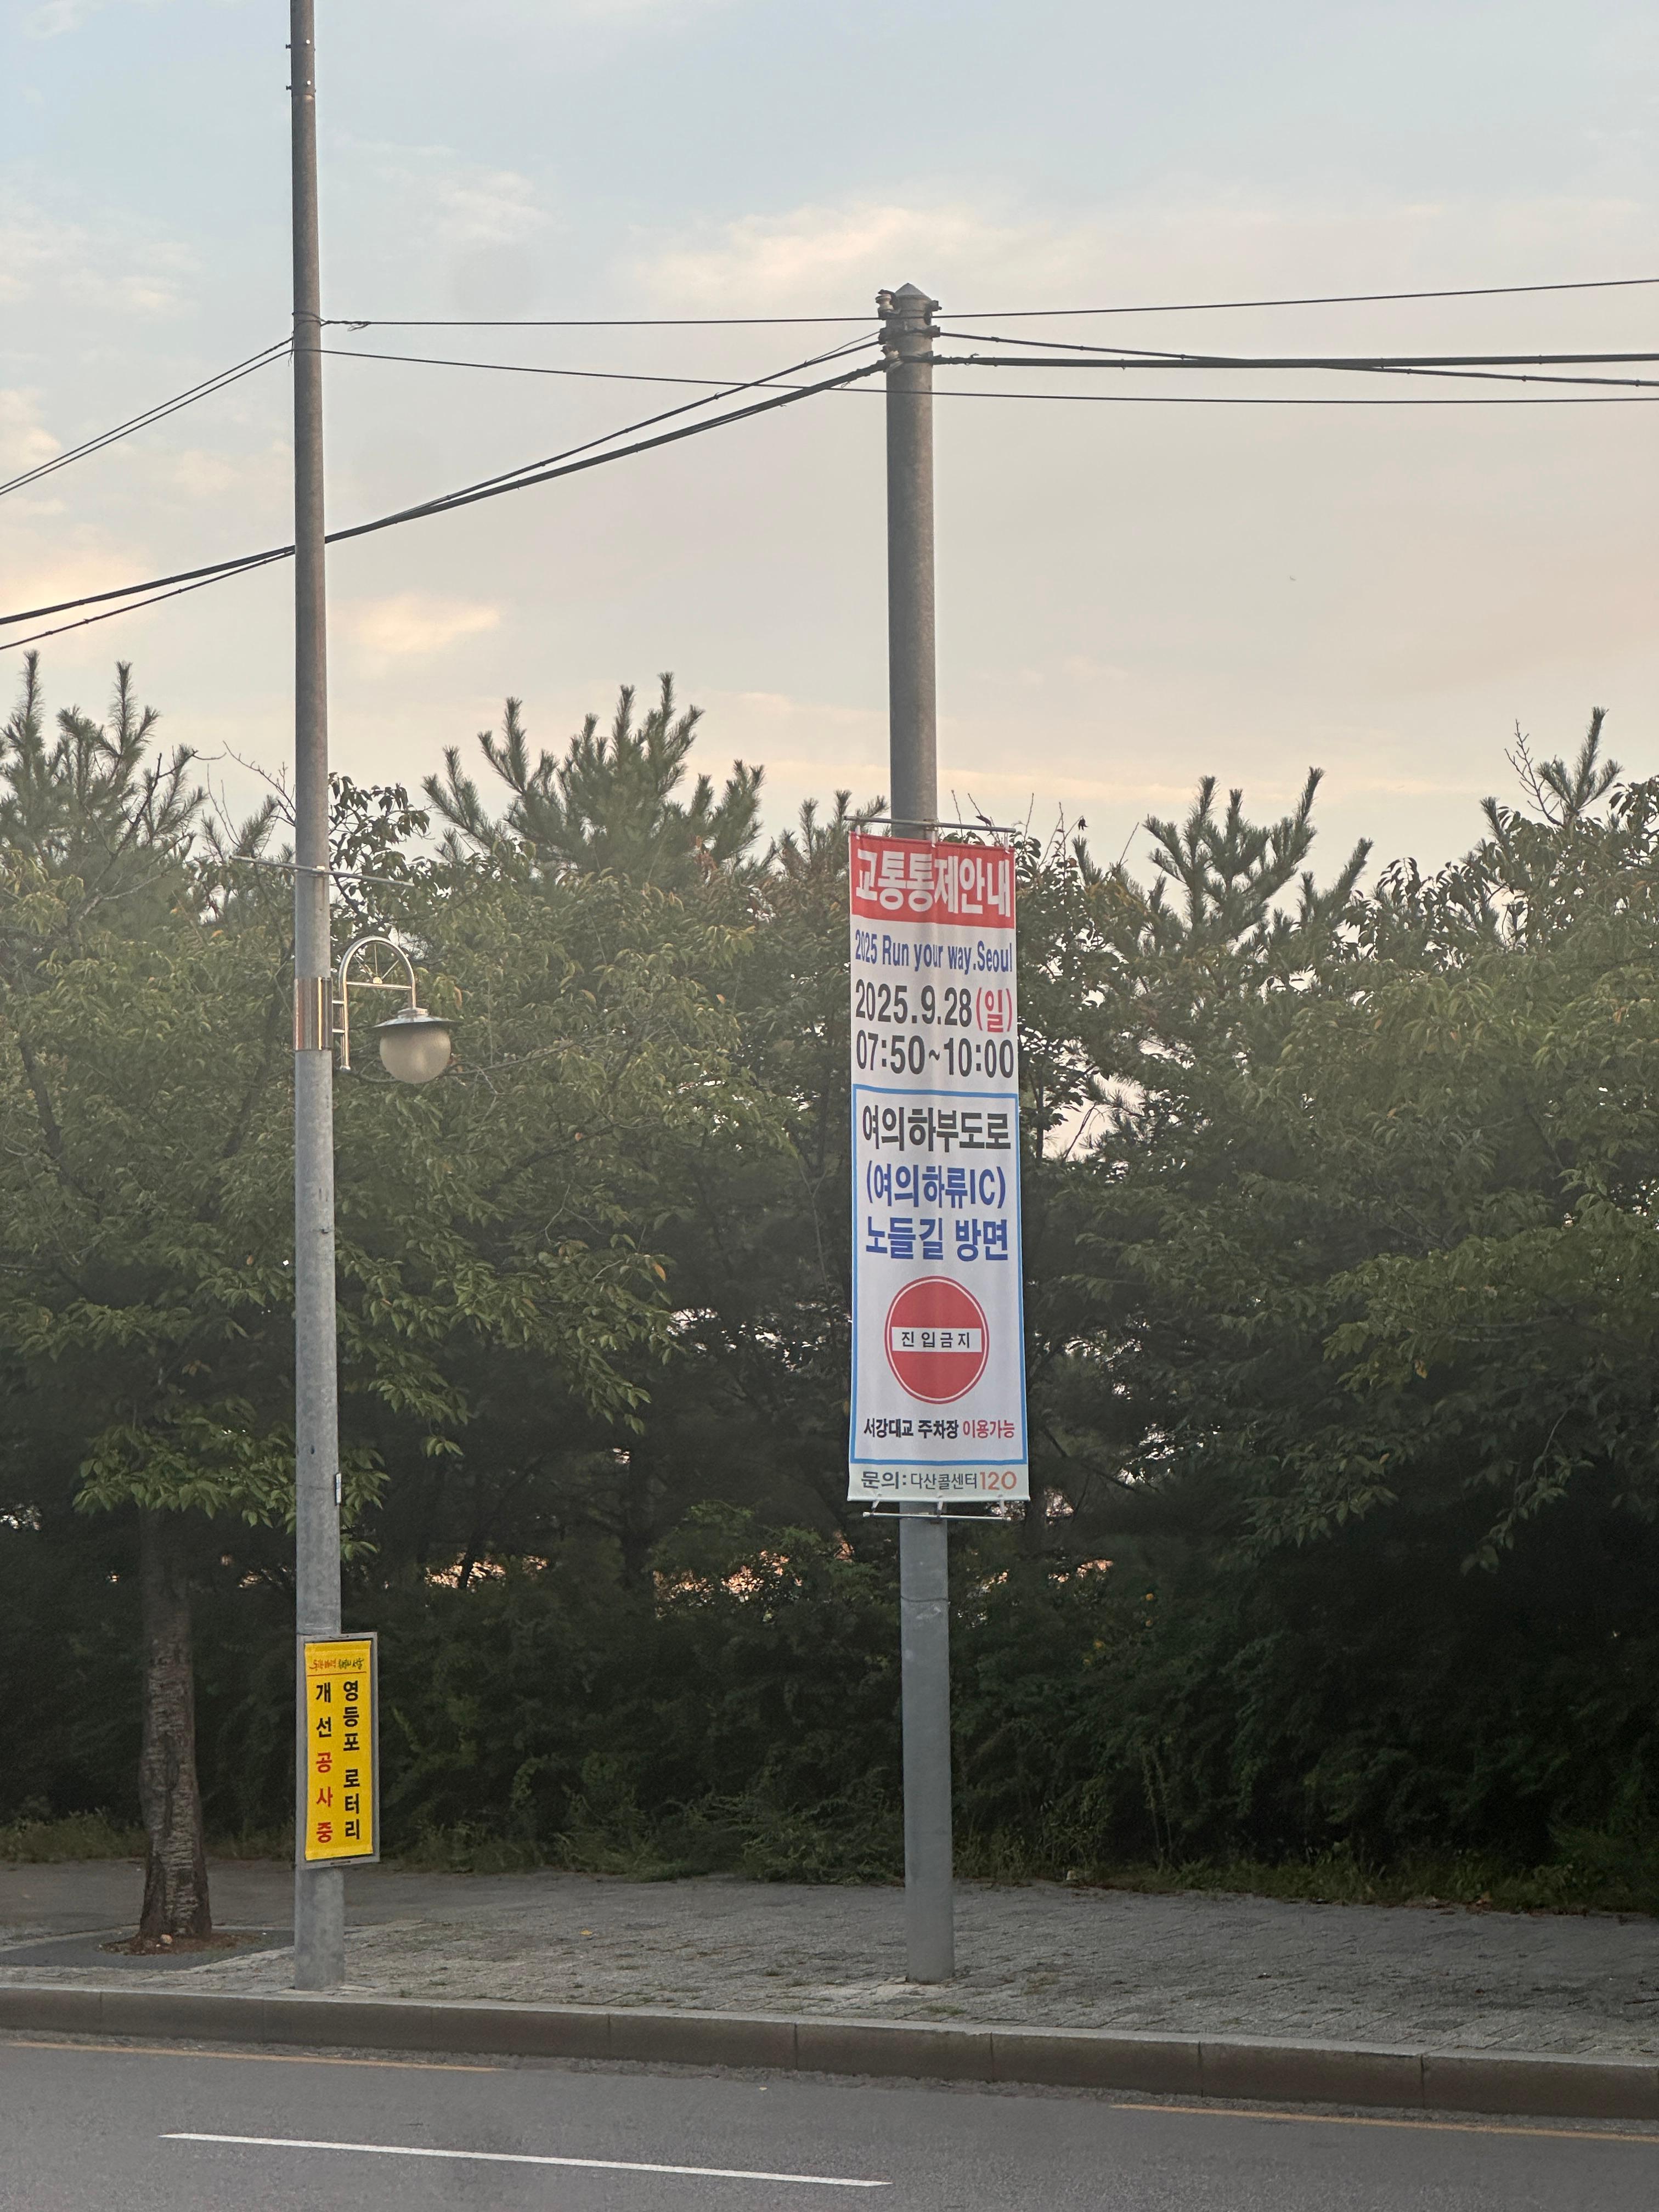 교통통제안내
2025 Run your way.Seoul
2025.9.28(일)
07:50~10:00
여의하부도로
(여의하류IC)
노들길 방면
진입금지
서강대교 주차장 이용가능
문의:다산콜센터120
영등포 로터리
개선공사중